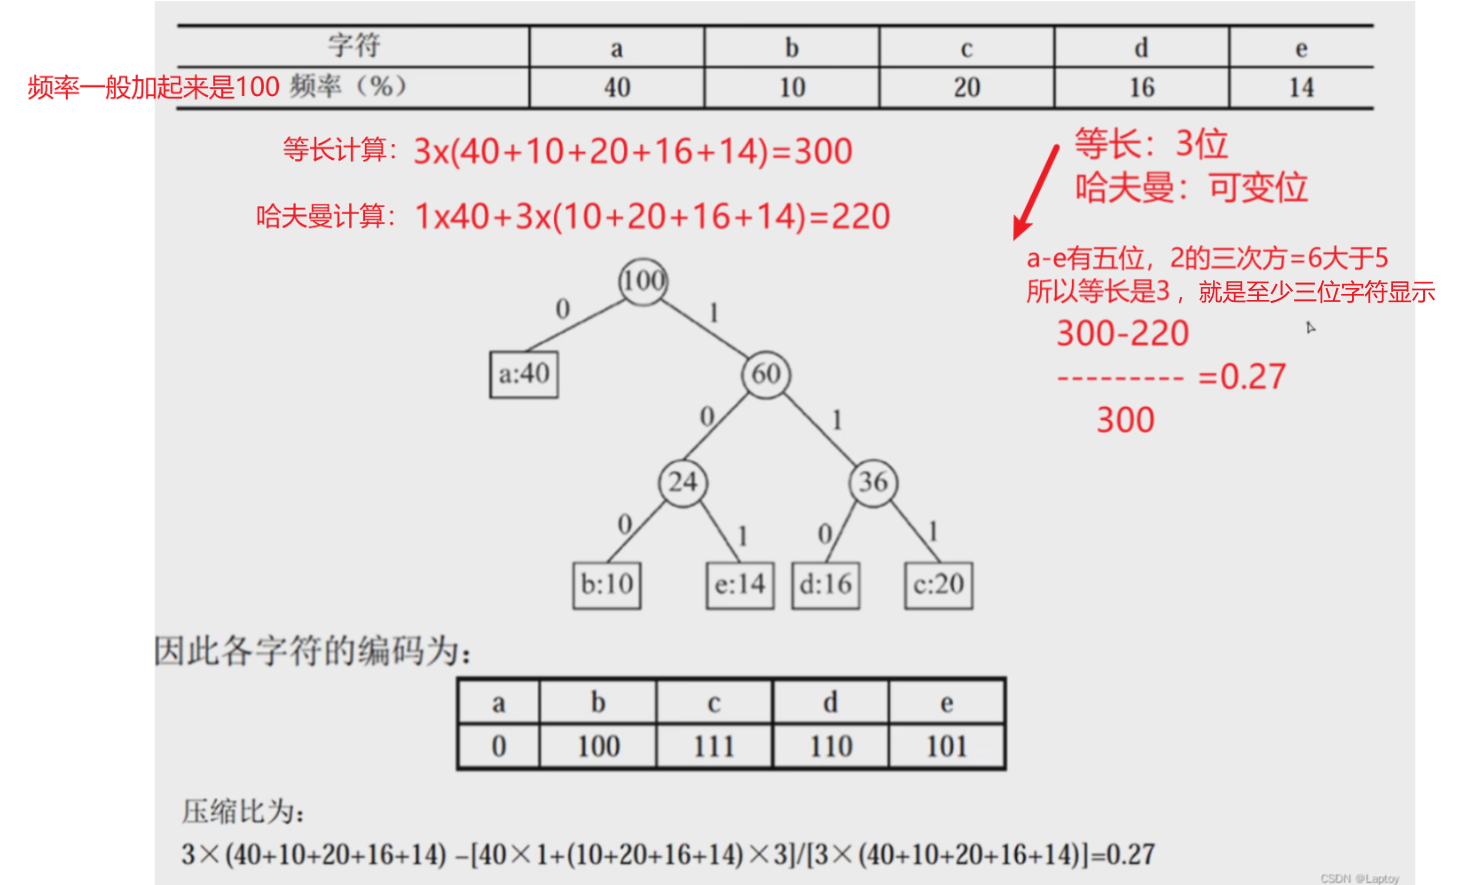 字符 a b c d e
频率一般加起来是100 频率（%） 40 10 20 16 14
等长计算： 3x(40+10+20+16+14)=300
等长：3位
哈夫曼：可变位
哈夫曼计算： 1x40+3x(10+20+16+14)=220
a-e有五位，2的三次方=6大于5
所以等长是3 ，就是至少三位字符显示
300-220
--------- =0.27
300
100
0 1
a:40 60
0 1
24 36
0 1 0 1
b:10 e:14 d:16 c:20
因此各字符的编码为：
a b c d e
0 100 111 110 101
压缩比为：
3×(40+10+20+16+14) –[40×1+(10+20+16+14)×3]/[3×(40+10+20+16+14)]=0.27
CSDN @Laptoy